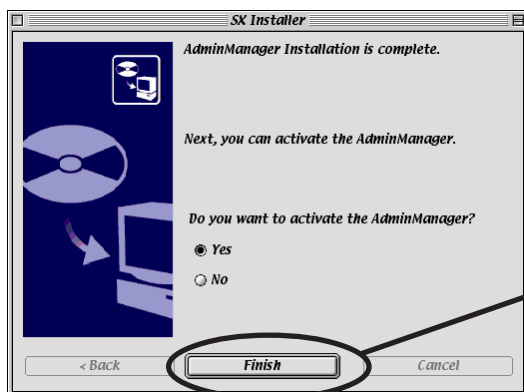 SX Installer
AdminManager Installation is complete.
Next, you can activate the AdminManager.
Do you want to activate the AdminManager?
Yes
No
< Back
Finish
Cancel